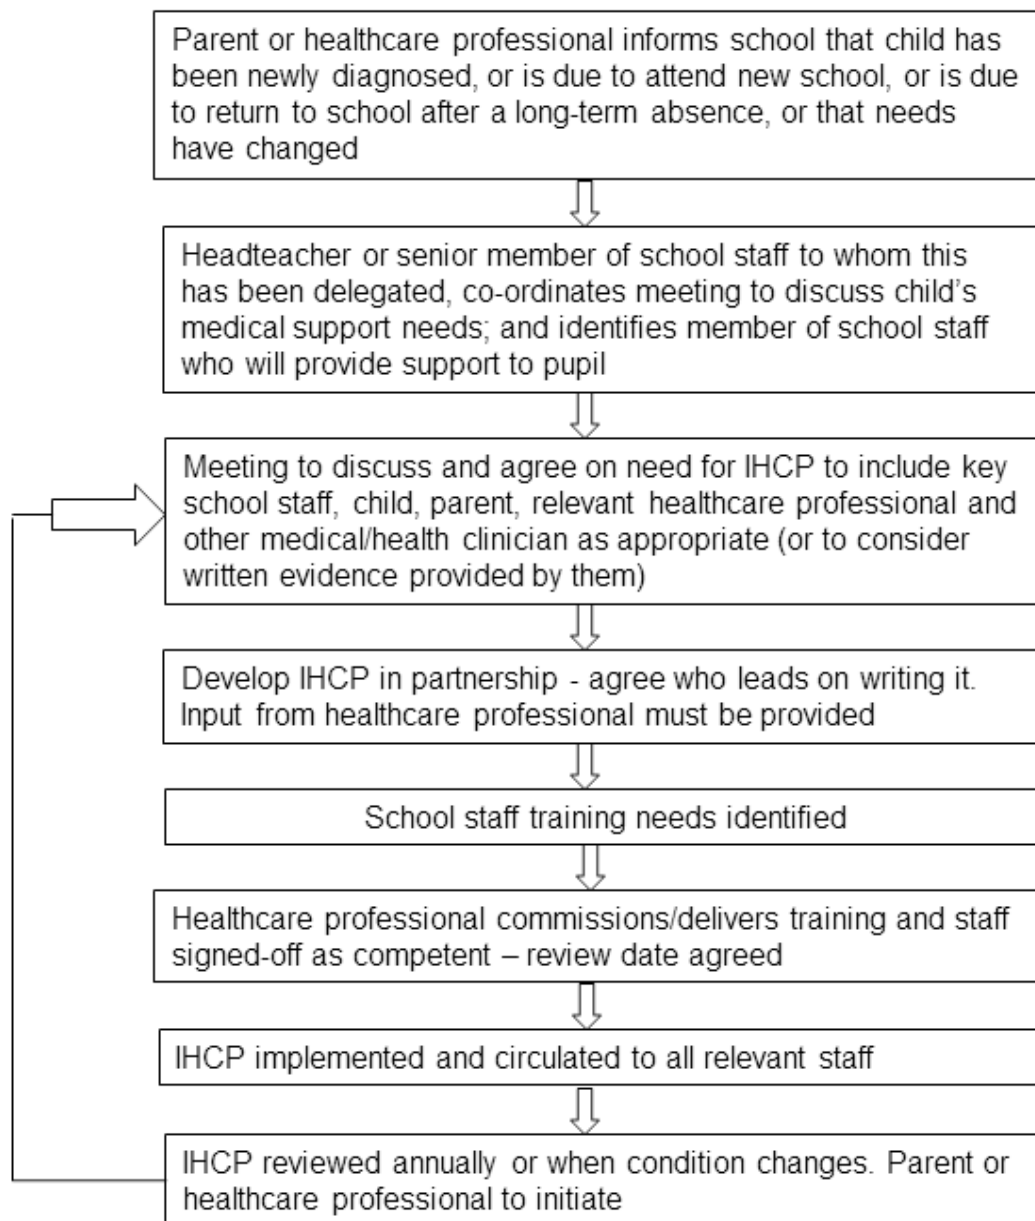 Parent or healthcare professional informs school that child has
been newly diagnosed, or is due to attend new school, or is due
to return to school after a long-term absence, or that needs
have changed
Headteacher or senior member of school staff to whom this
has been delegated, co-ordinates meeting to discuss child's
medical support needs; and identifies member of school staff
who will provide support to pupil
Meeting to discuss and agree on need for IHCP to include key
school staff, child, parent, relevant healthcare professional and
other medical/health clinician as appropriate (or to consider
written evidence provided by them)
Develop IHCP in partnership - agree who leads on writing it.
Input from healthcare professional must be provided
School staff training needs identified
Healthcare professional commissions/delivers training and staff
signed-off as competent – review date agreed
IHCP implemented and circulated to all relevant staff
IHCP reviewed annually or when condition changes. Parent or
healthcare professional to initiate